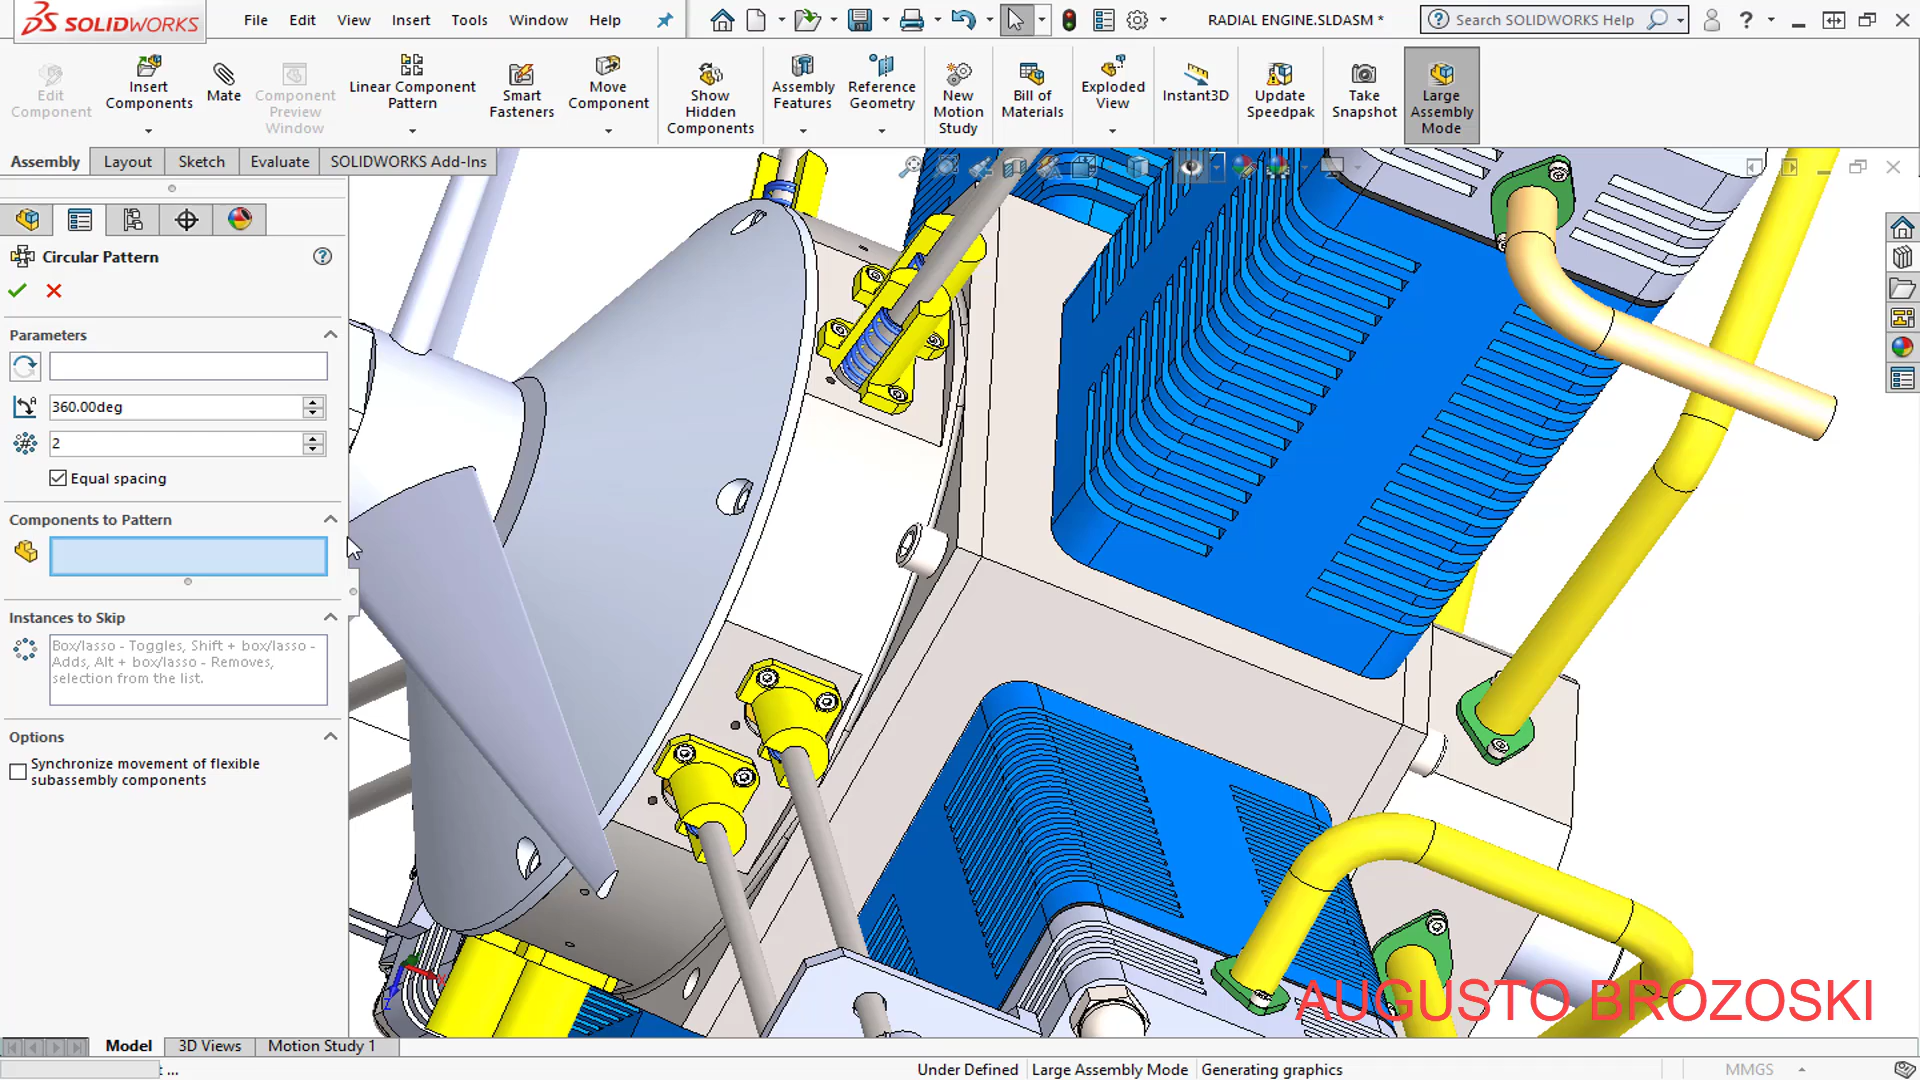 SOLIDWORKS File Edit View Insert Tools Window Help RADIAL ENGINE.SLDASM * Search SOLIDWORKS Help ?
Edit Component
Insert Components
Mate
Component Preview Window
Linear Component Pattern
Smart Fasteners
Move Component
Show Hidden Components
Assembly Features
Reference Geometry
New Motion Study
Bill of Materials
Exploded View
Instant3D
Update Speedpak
Take Snapshot
Large Assembly Mode
Assembly Layout Sketch Evaluate SOLIDWORKS Add-Ins
Circular Pattern
Parameters
360.00deg
2
Equal spacing
Components to Pattern
Instances to Skip
Box/lasso - Toggles, Shift + box/lasso -
Adds, Alt + box/lasso - Removes,
selection from the list.
Options
Synchronize movement of flexible
subassembly components
X
Z
AUGUSTO BROZOSKI
Model 3D Views Motion Study 1
Under Defined Large Assembly Mode Generating graphics MMGS